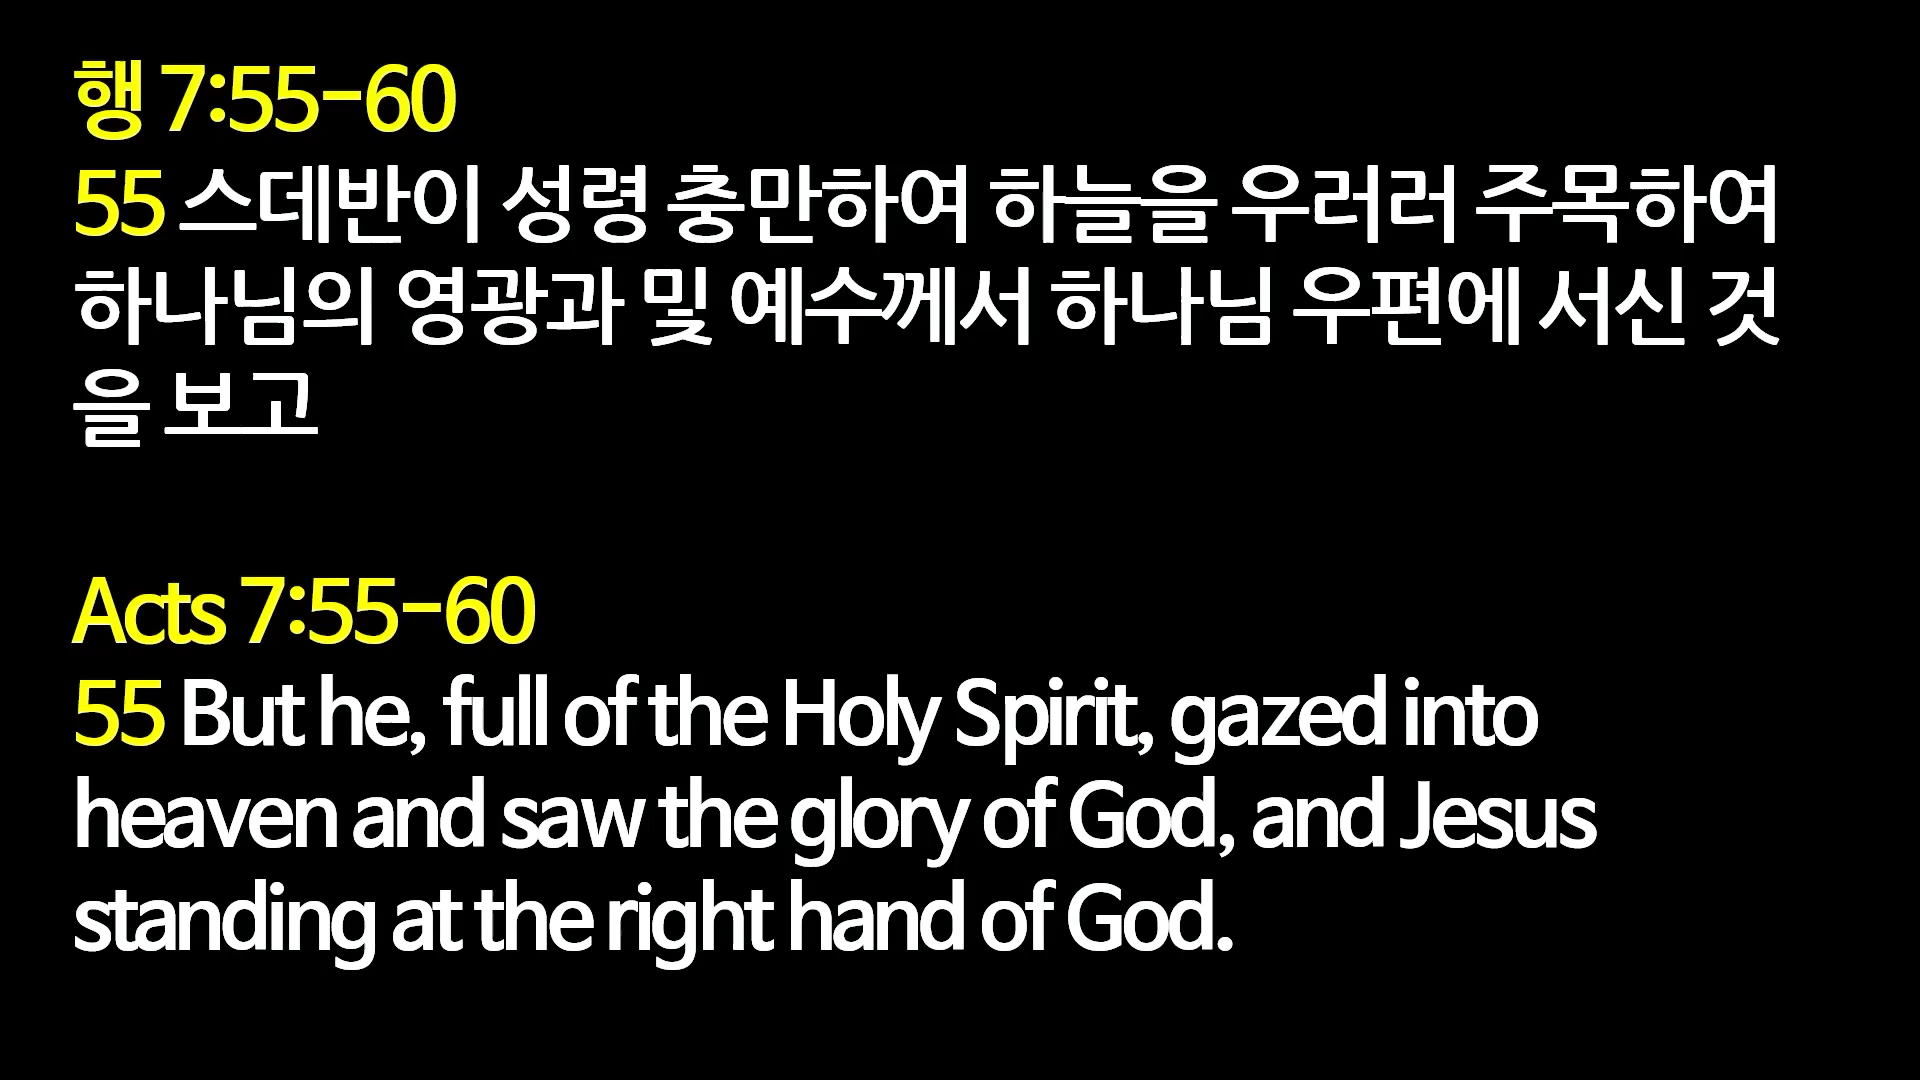 행 7:55-60
55 스데반이 성령 충만하여 하늘을 우러러 주목하여
하나님의 영광과 및 예수께서 하나님 우편에 서신 것
을 보고
Acts 7:55-60
55 But he, full of the Holy Spirit, gazed into
heaven and saw the glory of God, and Jesus
standing at the right hand of God.